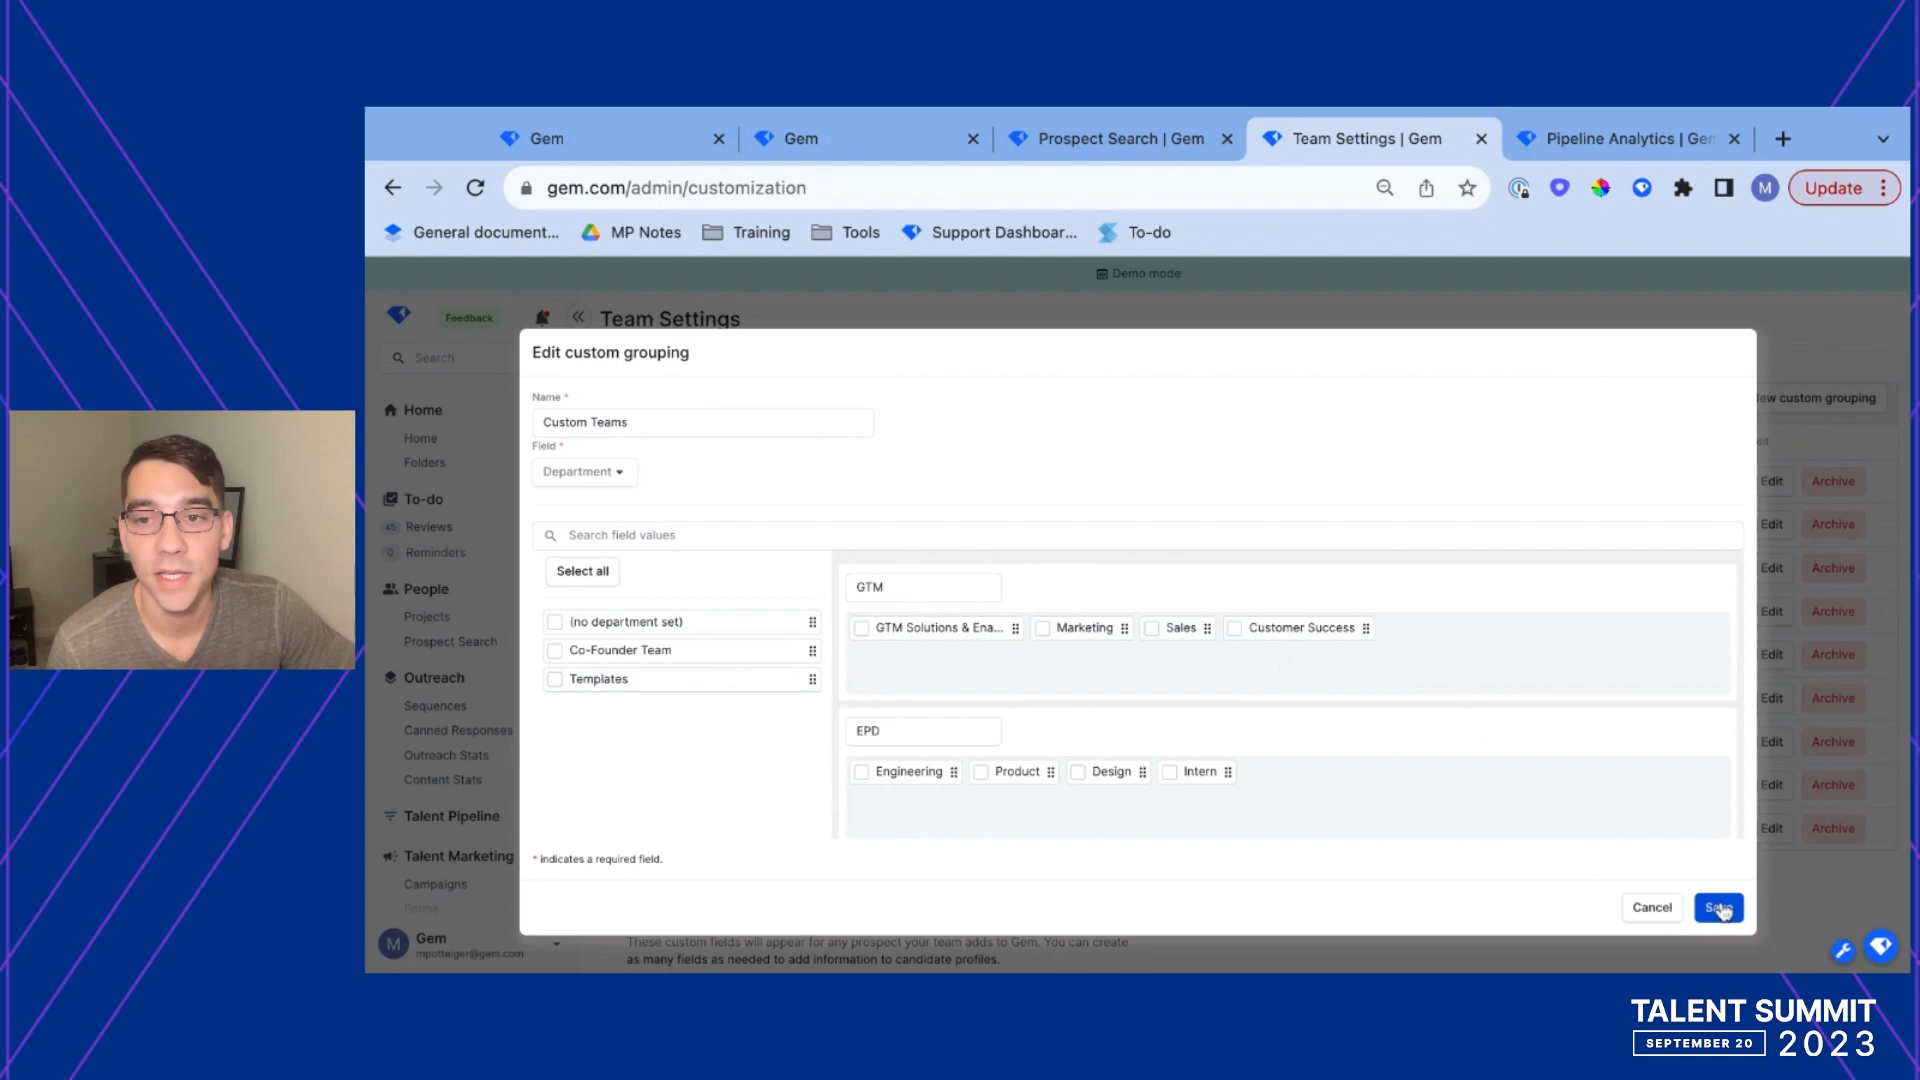 Gem
Gem
Prospect Search | Gem
Team Settings | Gem
Pipeline Analytics | Gem
gem.com/admin/customization
M
Update
General document...
MP Notes
Training
Tools
Support Dashboar...
To-do
Demo mode
Feedback
Team Settings
Search
Home
Home
Folders
To-do
45 Reviews
0 Reminders
People
Projects
Prospect Search
Outreach
Sequences
Canned Responses
Outreach Stats
Content Stats
Talent Pipeline
Talent Marketing
Campaigns
Forms
M
Gem
mpotteiger@gem.com
Edit custom grouping
Name *
Custom Teams
Field *
Department
Search field values
Select all
(no department set)
Co-Founder Team
Templates
GTM
GTM Solutions & Ena...
Marketing
Sales
Customer Success
EPD
Engineering
Product
Design
Intern
* indicates a required field.
Cancel
Save
custom grouping
Edit Archive
Edit Archive
Edit Archive
Edit Archive
Edit Archive
Edit Archive
Edit Archive
Edit Archive
Edit Archive
These custom fields will appear for any prospect your team adds to Gem. You can create
as many fields as needed to add information to candidate profiles.
TALENT SUMMIT
SEPTEMBER 20 2023